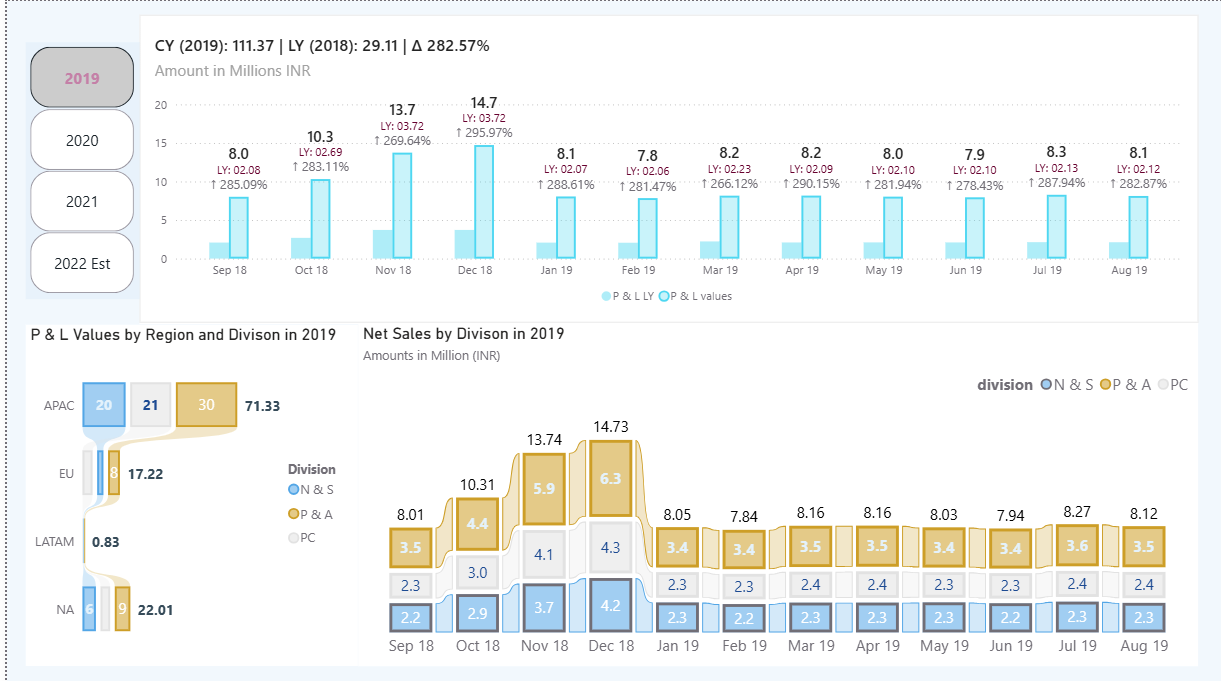 2019
2020
2021
2022 Est
CY (2019): 111.37 | LY (2018): 29.11 | Δ 282.57%
Amount in Millions INR
20
15
10
5
0
8.0
LY: 02.08
↑ 285.09%
10.3
LY: 02.69
↑ 283.11%
13.7
LY: 03.72
↑ 269.64%
14.7
LY: 03.72
↑ 295.97%
8.1
LY: 02.07
↑ 288.61%
7.8
LY: 02.06
↑ 281.47%
8.2
LY: 02.23
↑ 266.12%
8.2
LY: 02.09
↑ 290.15%
8.0
LY: 02.10
↑ 281.94%
7.9
LY: 02.10
↑ 278.43%
8.3
LY: 02.13
↑ 287.94%
8.1
LY: 02.12
↑ 282.87%
Sep 18 Oct 18 Nov 18 Dec 18 Jan 19 Feb 19 Mar 19 Apr 19 May 19 Jun 19 Jul 19 Aug 19
P & L LY P & L values
P & L Values by Region and Divison in 2019
APAC 20 21 30 71.33
EU 8 17.22
LATAM 0.83
NA 6 9 22.01
Division
N & S
P & A
PC
Net Sales by Divison in 2019
Amounts in Million (INR)
division N & S P & A PC
8.01 10.31 13.74 14.73 8.05 7.84 8.16 8.16 8.03 7.94 8.27 8.12
3.5 4.4 5.9 6.3 3.4 3.4 3.5 3.5 3.4 3.4 3.6 3.5
2.3 3.0 4.1 4.3 2.3 2.3 2.4 2.4 2.3 2.3 2.4 2.4
2.2 2.9 3.7 4.2 2.3 2.2 2.3 2.3 2.3 2.2 2.3 2.3
Sep 18 Oct 18 Nov 18 Dec 18 Jan 19 Feb 19 Mar 19 Apr 19 May 19 Jun 19 Jul 19 Aug 19